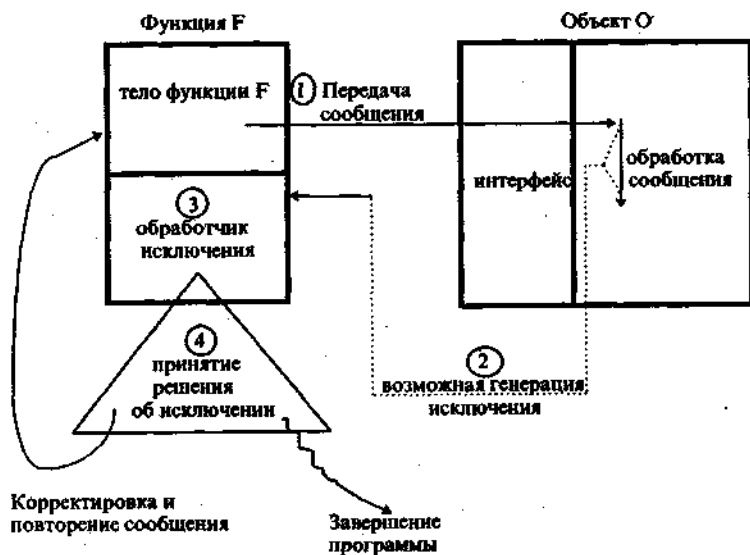 Функция F
Объект O
тело функции F
1 Передача
сообщения
интерфейс
обработка
сообщения
3
обработчик
исключения
4
принятие
решения
об исключении
2
возможная генерация
исключения
Корректировка и
повторение сообщения
Завершение
программы